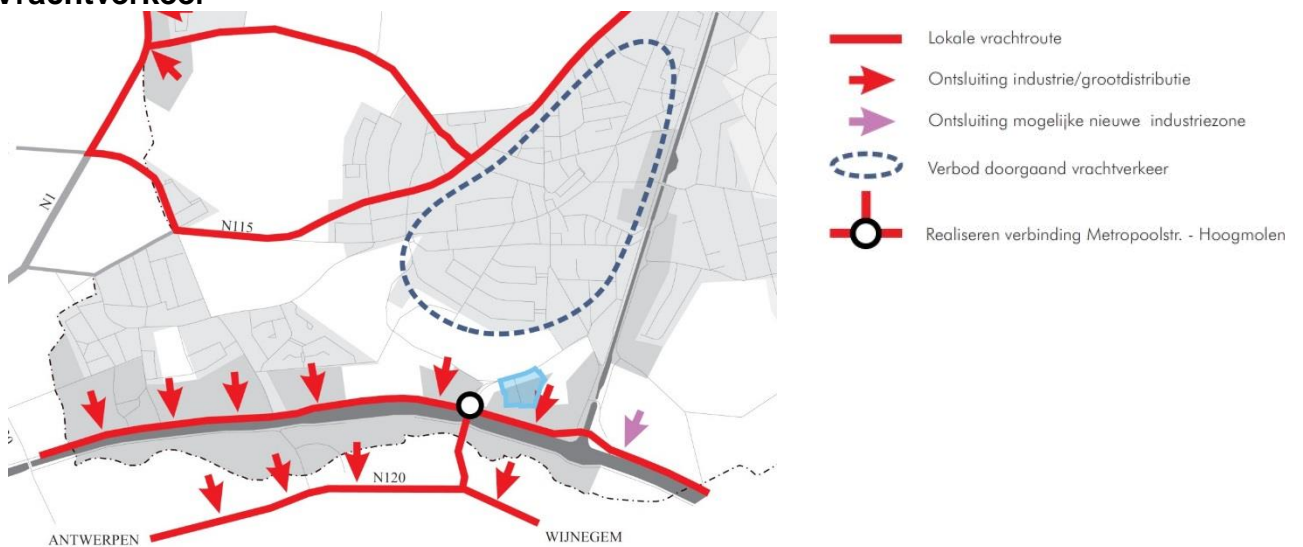 Vrachtverkeer
Lokale vrachtroute
Ontsluiting industrie/grootdistributie
Ontsluiting mogelijke nieuwe industriezone
Verbod doorgaand vrachtverkeer
Realiseren verbinding Metropoolstr. - Hoogmolen
N1
N115
N120
ANTWERPEN
WIJNEGEM